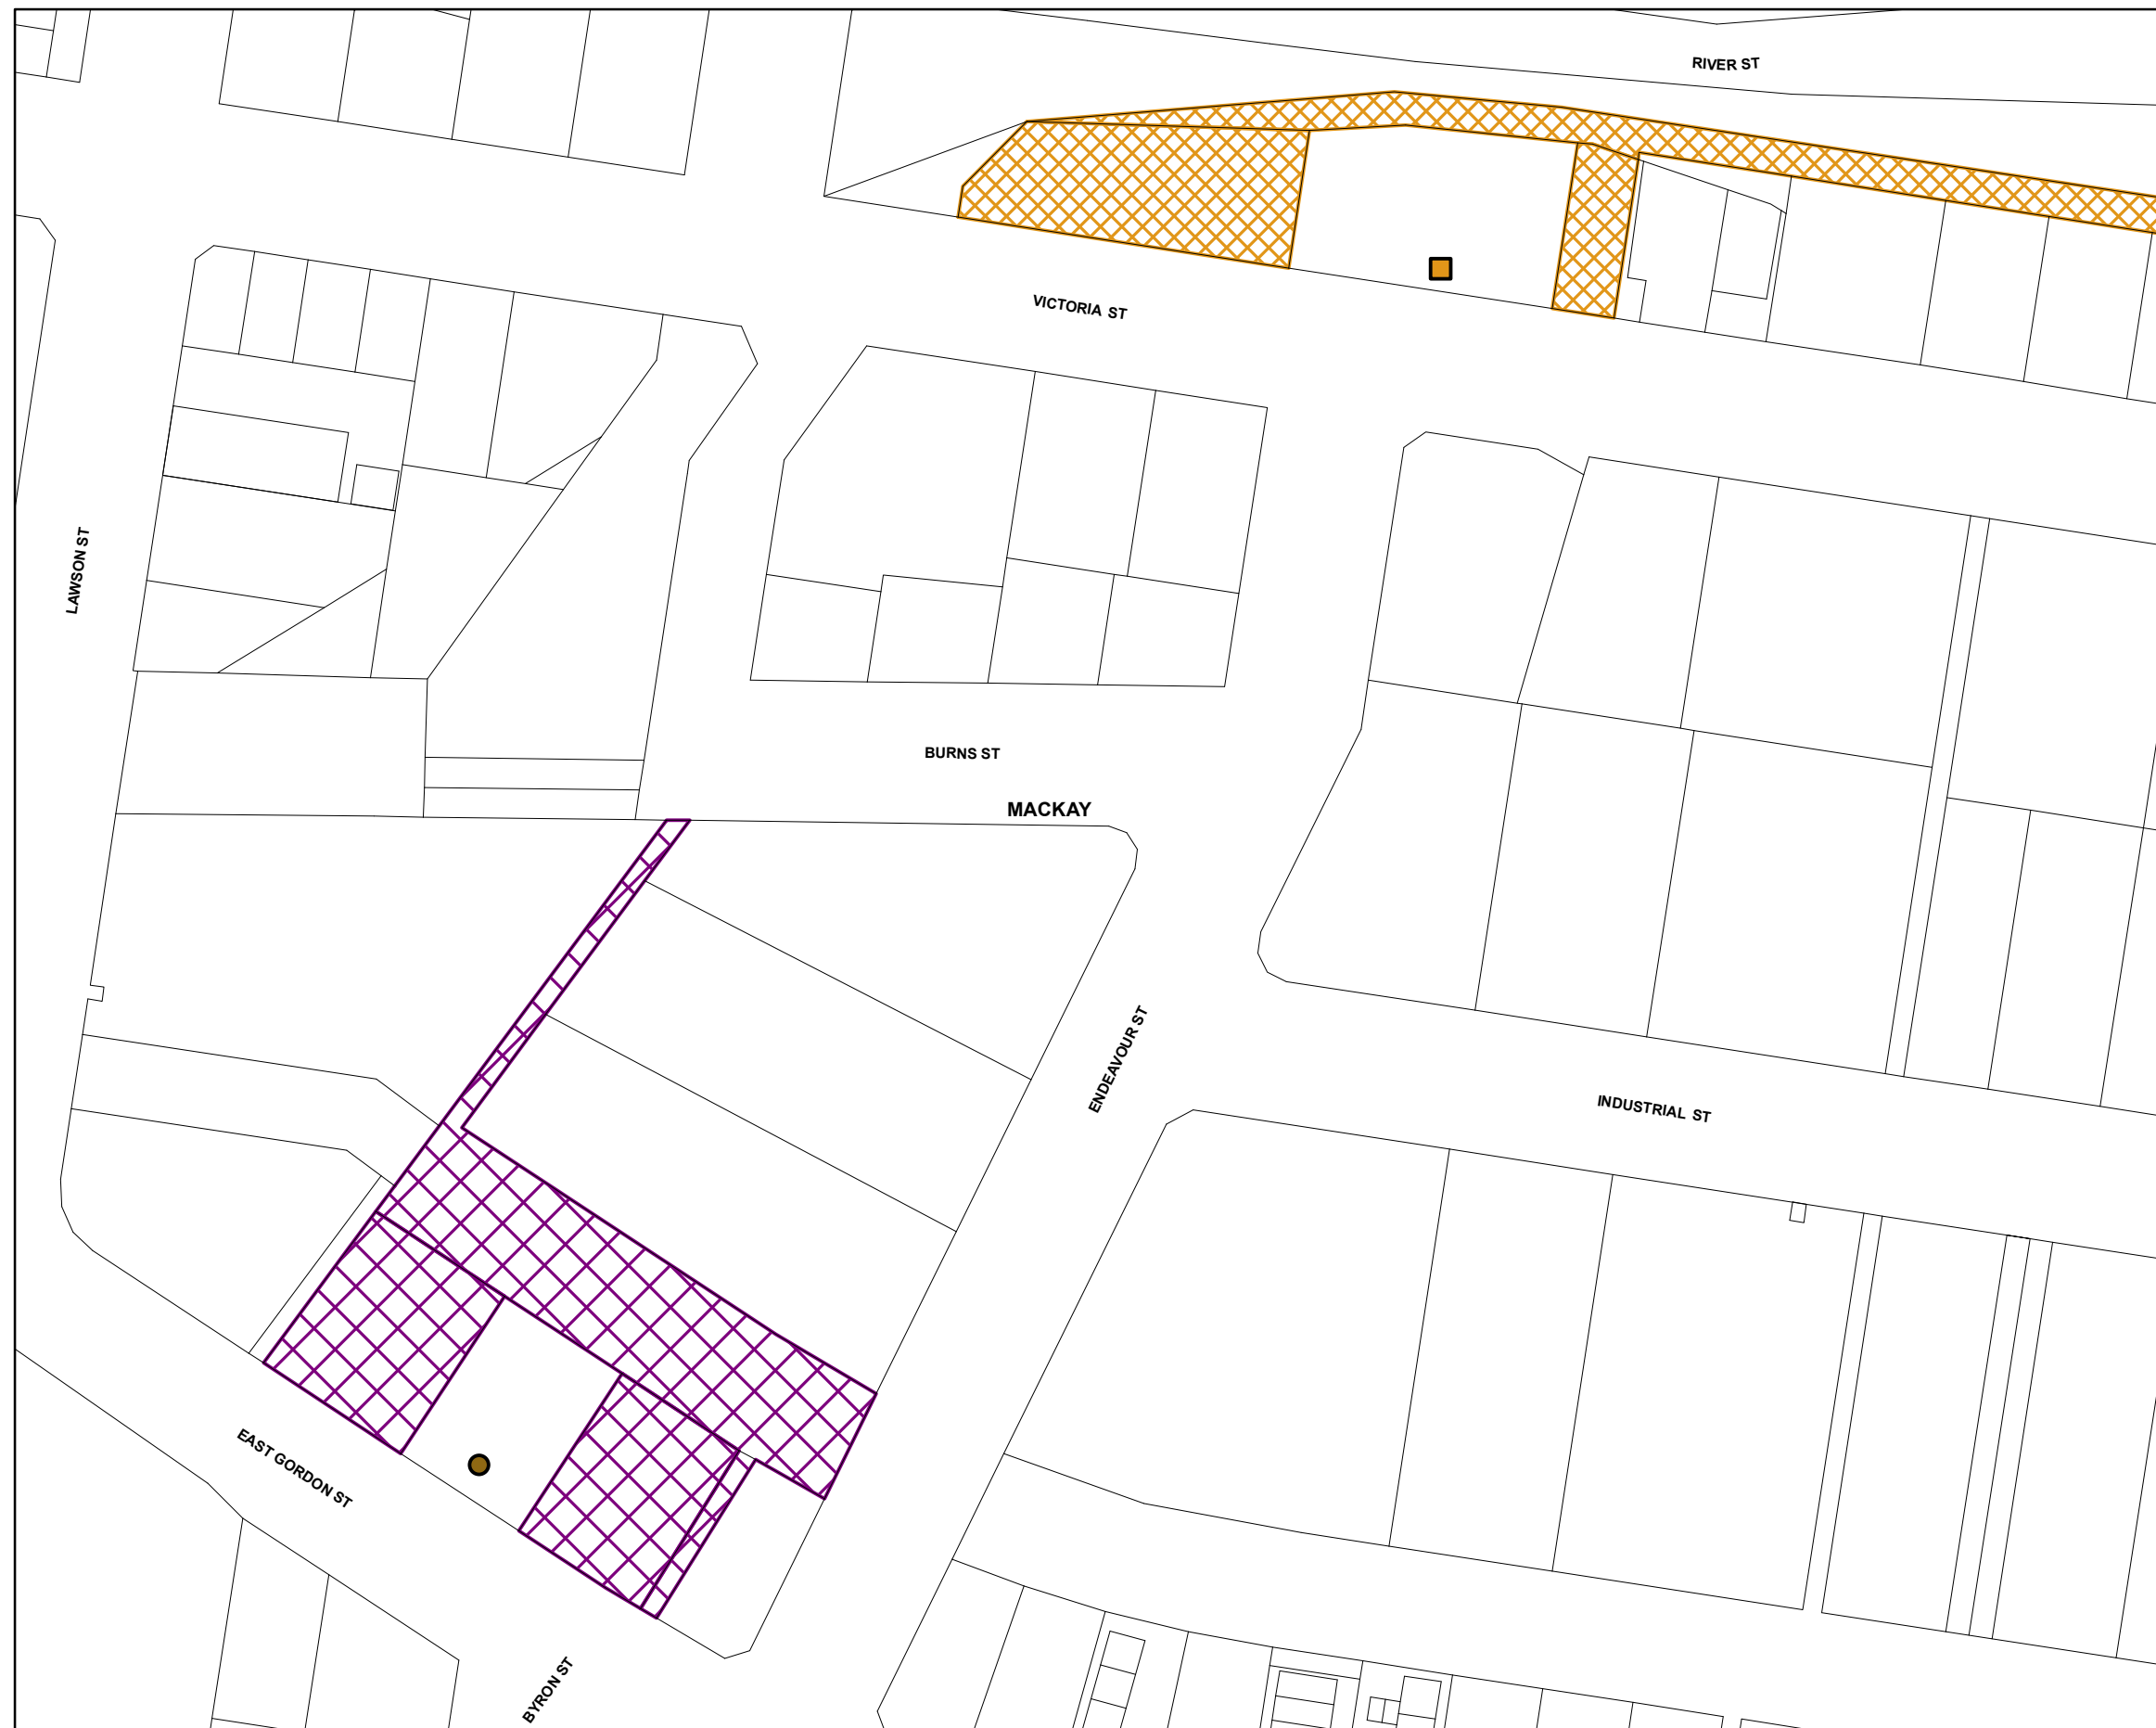 RIVER ST
VICTORIA ST
LAWSON ST
BURNS ST
MACKAY
ENDEAVOUR ST
INDUSTRIAL ST
EAST GORDON ST
BYRON ST